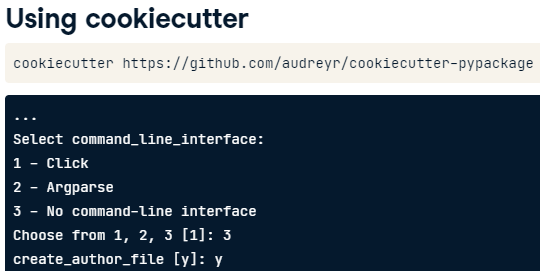 Using cookiecutter
cookiecutter https://github.com/audreyr/cookiecutter-pypackage
...
Select command_line_interface:
1 - Click
2 - Argparse
3 - No command-line interface
Choose from 1, 2, 3 [1]: 3
create_author_file [y]: y